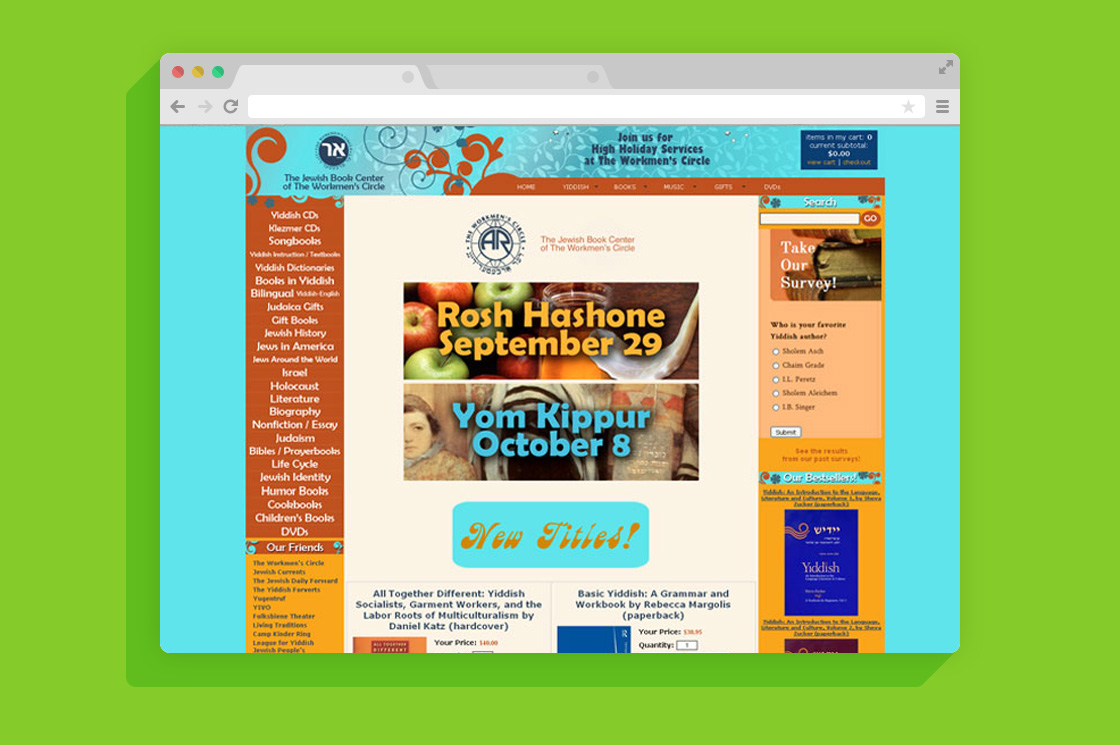 אר
The Jewish Book Center
of The Workmen's Circle
Join us for
High Holiday Services
at The Workmen's Circle
items in my cart: 0
current subtotal:
$0.00
view cart | checkout
HOME YIDDISH BOOKS MUSIC GIFTS DVDs
Yiddish CDs
Klezmer CDs
Songbooks
Yiddish Instruction / Textbooks
Yiddish Dictionaries
Books in Yiddish
Bilingual Yiddish-English
Judaica Gifts
Gift Books
Jewish History
Jews in America
Jews Around the World
Israel
Holocaust
Literature
Biography
Nonfiction / Essay
Judaism
Bibles / Prayerbooks
Life Cycle
Jewish Identity
Humor Books
Cookbooks
Children's Books
DVDs
Our Friends
The Workmen's Circle
Jewish Currents
The Jewish Daily Forward
The Yiddish Forverts
Yugntruf
YIVO
Folksbiene Theater
Living Traditions
Camp Kinder Ring
League for Yiddish
Jewish People's
THE WORKMEN'S CIRCLE
AR
The Jewish Book Center
of The Workmen's Circle
Rosh Hashone
September 29
Yom Kippur
October 8
New Titles!
All Together Different: Yiddish
Socialists, Garment Workers, and the
Labor Roots of Multiculturalism by
Daniel Katz (hardcover)
ALL TOGETHER
DIFFERENT
Your Price: $40.00
Basic Yiddish: A Grammar and
Workbook by Rebecca Margolis
(paperback)
Your Price: $38.95
Quantity: 1
Search
GO
Take
Our
Survey!
Who is your favorite
Yiddish author?
Sholem Asch
Chaim Grade
I.L. Peretz
Sholem Aleichem
I.B. Singer
Submit
See the results
from our past surveys!
Our Bestsellers!
Yiddish: An Introduction to the Language,
Literature and Culture, Volume 1, by Sheva
Zucker (paperback)
ייִדיש
Yiddish
Yiddish: An Introduction to the Language,
Literature and Culture, Volume 2, by Sheva
Zucker (paperback)